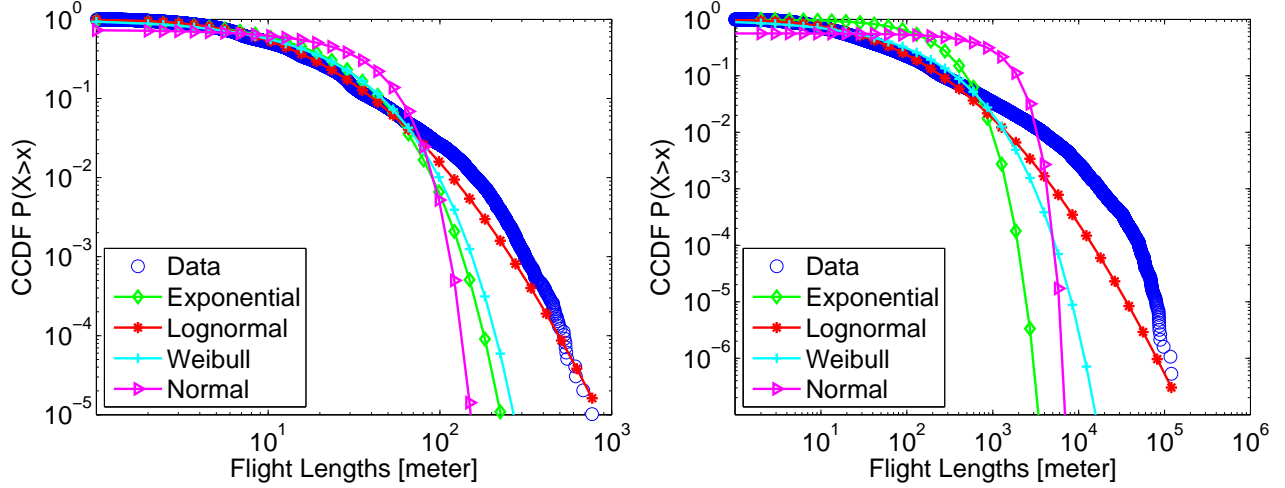 CCDF P(X>x)
10^0
10^-1
10^-2
10^-3
10^-4
10^-5
Data
Exponential
Lognormal
Weibull
Normal
10^1
10^2
10^3
Flight Lengths [meter]
CCDF P(X>x)
10^0
10^-1
10^-2
10^-3
10^-4
10^-5
10^-6
Data
Exponential
Lognormal
Weibull
Normal
10^1
10^2
10^3
10^4
10^5
10^6
Flight Lengths [meter]